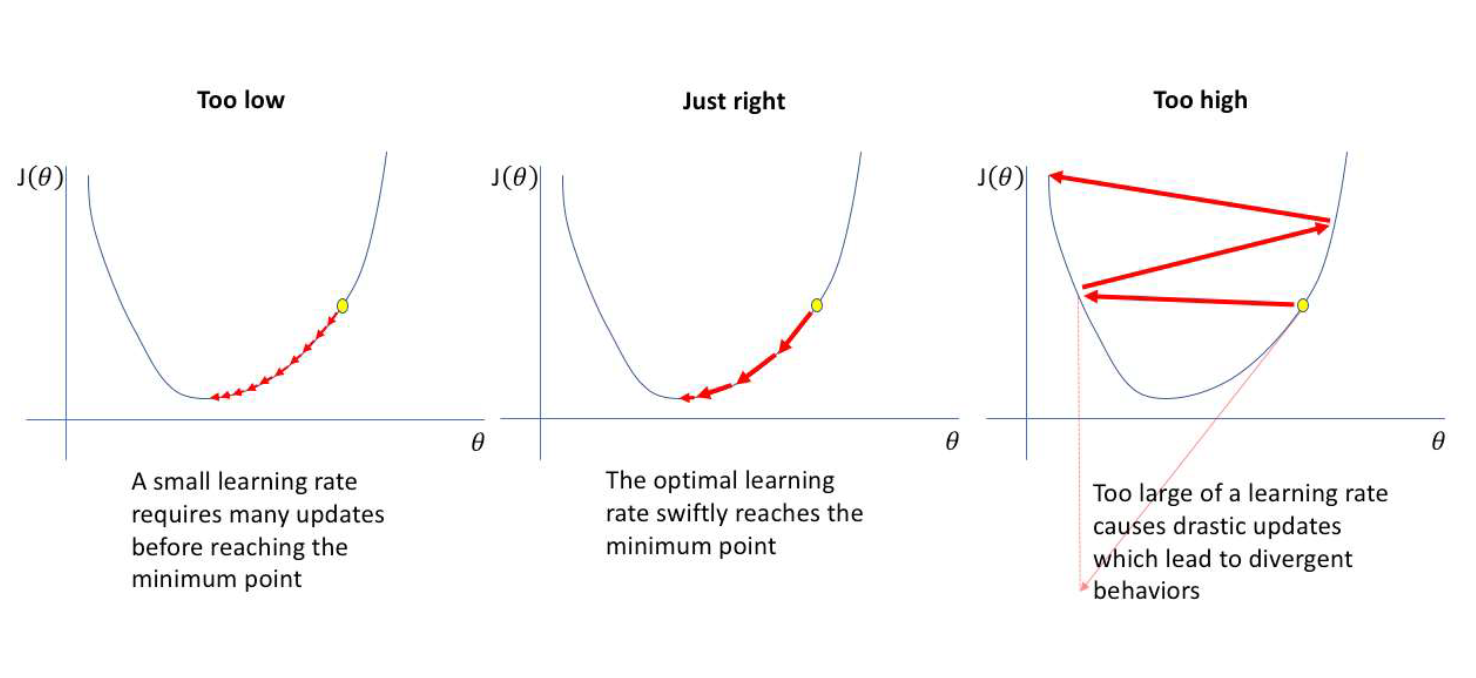 Too low
J(θ)
θ
A small learning rate
requires many updates
before reaching the
minimum point
Just right
J(θ)
θ
The optimal learning
rate swiftly reaches the
minimum point
Too high
J(θ)
θ
Too large of a learning rate
causes drastic updates
which lead to divergent
behaviors